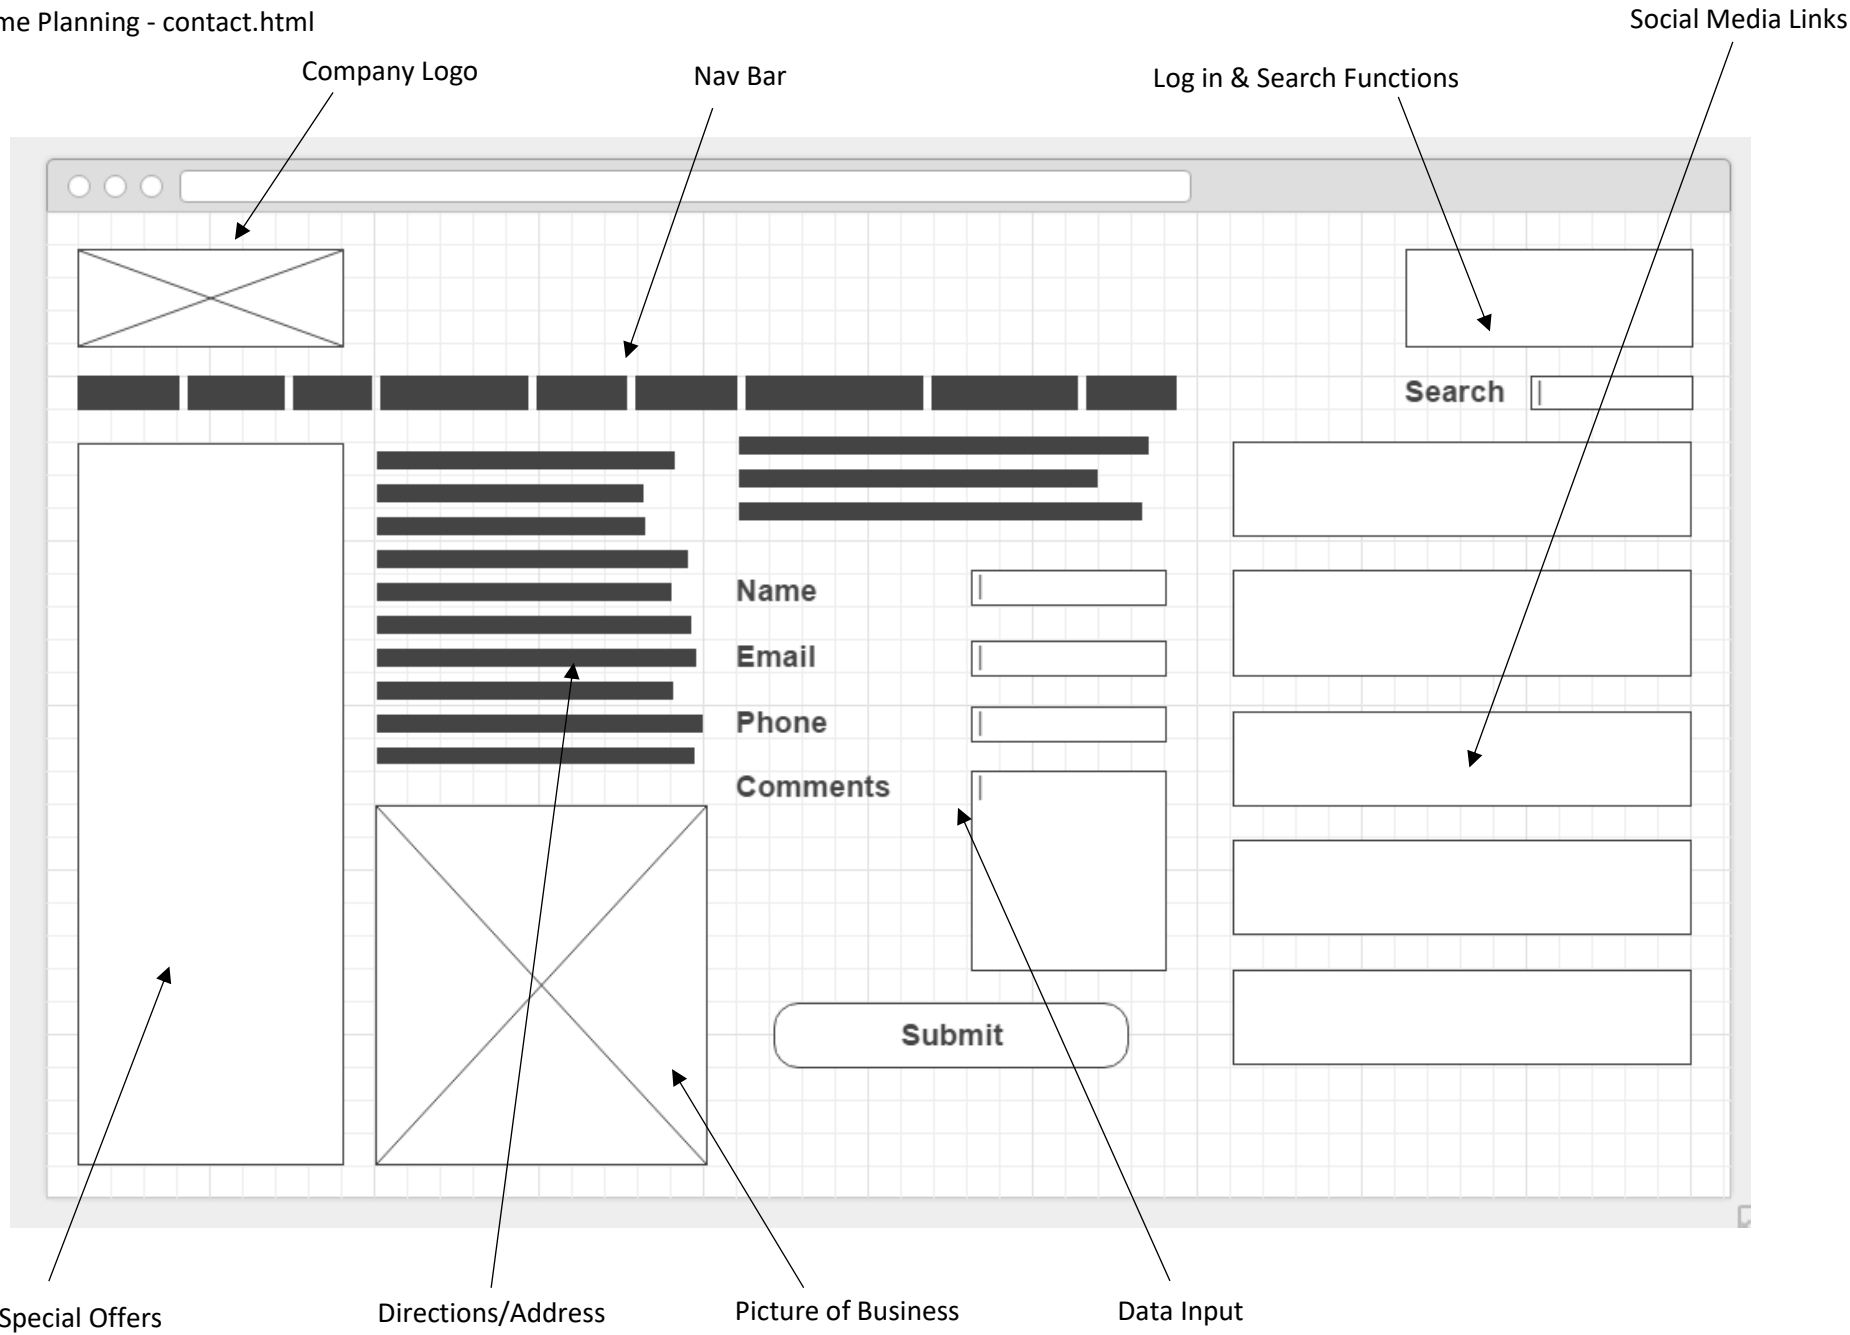 me Planning - contact.html
Social Media Links
Company Logo
Nav Bar
Log in & Search Functions
Search
Name
Email
Phone
Comments
Submit
Special Offers
Directions/Address
Picture of Business
Data Input